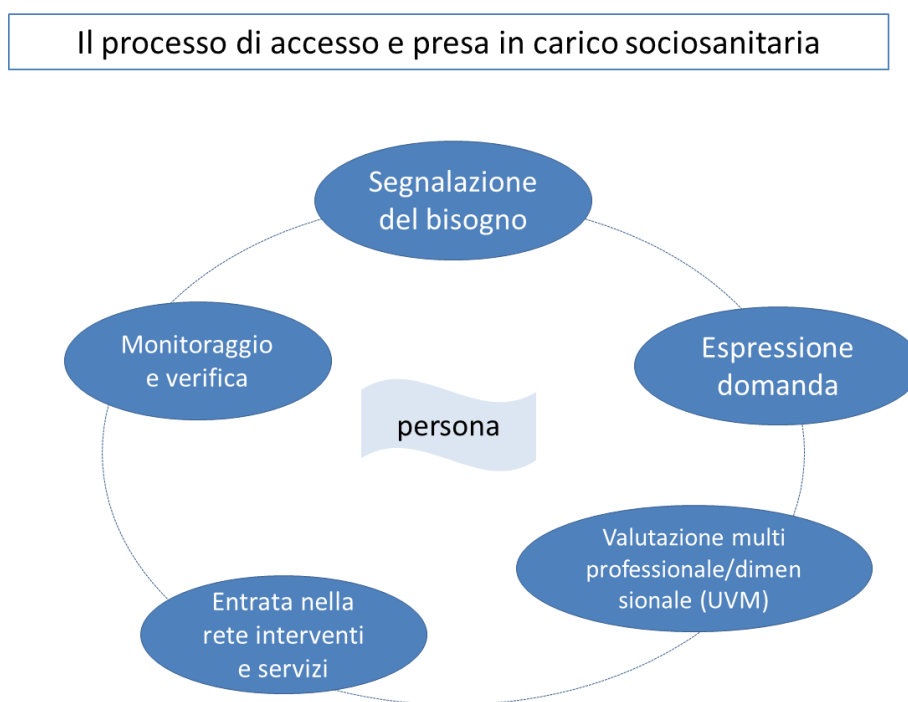 Il processo di accesso e presa in carico sociosanitaria
Segnalazione
del bisogno
Espressione
domanda
Valutazione multi
professionale/dimen
sionale (UVM)
Entrata nella
rete interventi
e servizi
Monitoraggio
e verifica
persona